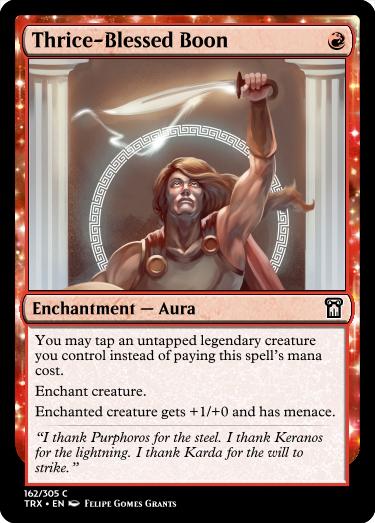 Thrice-Blessed Boon
Enchantment — Aura
You may tap an untapped legendary creature
you control instead of paying this spell's mana
cost.
Enchant creature.
Enchanted creature gets +1/+0 and has menace.
“I thank Purphoros for the steel. I thank Keranos
for the lightning. I thank Karda for the will to
strike.”
162/305 C
TRX • EN Felipe Gomes Grants